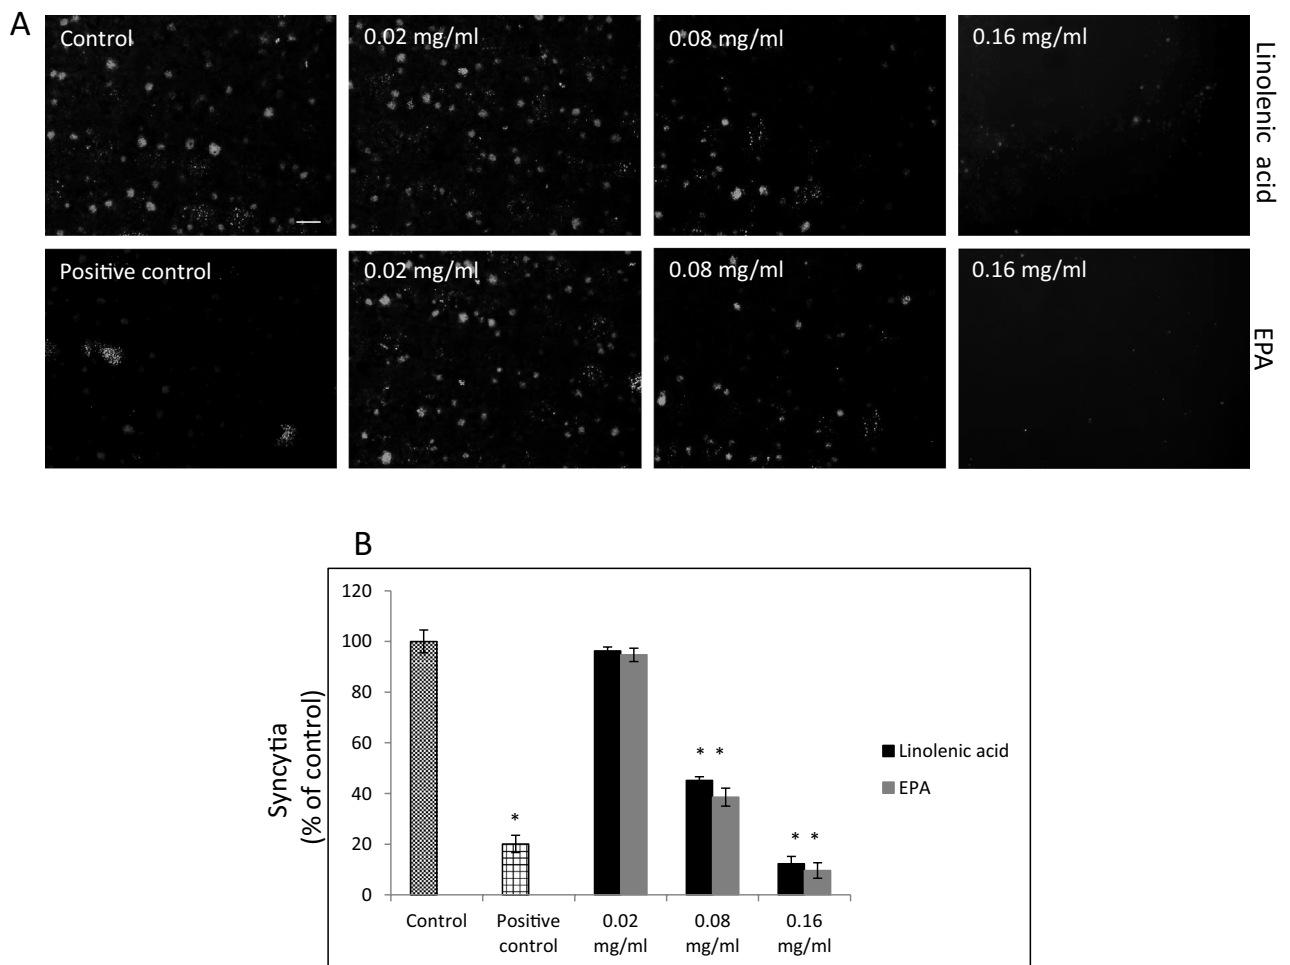 A
Control
0.02 mg/ml
0.08 mg/ml
0.16 mg/ml
Linolenic acid
Positive control
0.02 mg/ml
0.08 mg/ml
0.16 mg/ml
EPA
B
Syncytia
(% of control)
120
100
80
60
40
20
0
*
* *
* *
Linolenic acid
EPA
Control
Positive
control
0.02
mg/ml
0.08
mg/ml
0.16
mg/ml